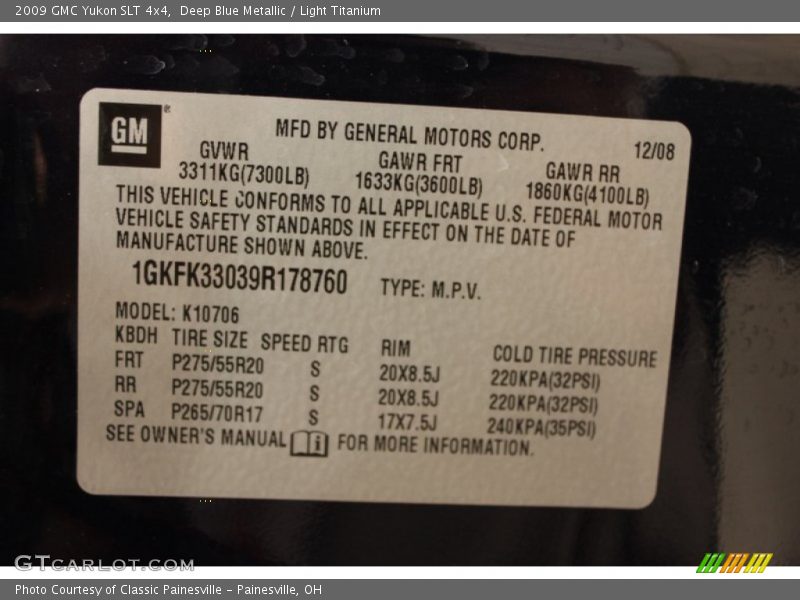 2009 GMC Yukon SLT 4x4,  Deep Blue Metallic / Light Titanium
GM®
MFD BY GENERAL MOTORS CORP.
12/08
GVWR GAWR FRT GAWR RR
3311KG(7300LB) 1633KG(3600LB) 1860KG(4100LB)
THIS VEHICLE CONFORMS TO ALL APPLICABLE U.S. FEDERAL MOTOR
VEHICLE SAFETY STANDARDS IN EFFECT ON THE DATE OF
MANUFACTURE SHOWN ABOVE.
1GKFK33039R178760 TYPE: M.P.V.
MODEL: K10706
KBDH TIRE SIZE SPEED RTG RIM COLD TIRE PRESSURE
FRT P275/55R20 S 20X8.5J 220KPA(32PSI)
RR P275/55R20 S 20X8.5J 220KPA(32PSI)
SPA P265/70R17 S 17X7.5J 240KPA(35PSI)
SEE OWNER'S MANUAL i FOR MORE INFORMATION.
GTCARLOT.COM
Photo Courtesy of Classic Painesville - Painesville, OH